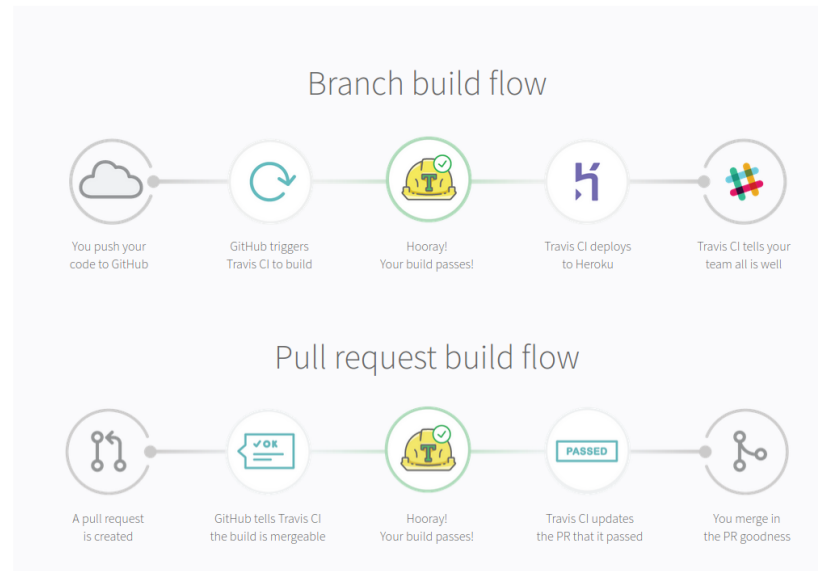 Branch build flow
You push your
code to GitHub
GitHub triggers
Travis CI to build
T
Hooray!
Your build passes!
Travis CI deploys
to Heroku
Travis CI tells your
team all is well
Pull request build flow
A pull request
is created
✓OK
GitHub tells Travis CI
the build is mergeable
T
Hooray!
Your build passes!
PASSED
Travis CI updates
the PR that it passed
You merge in
the PR goodness